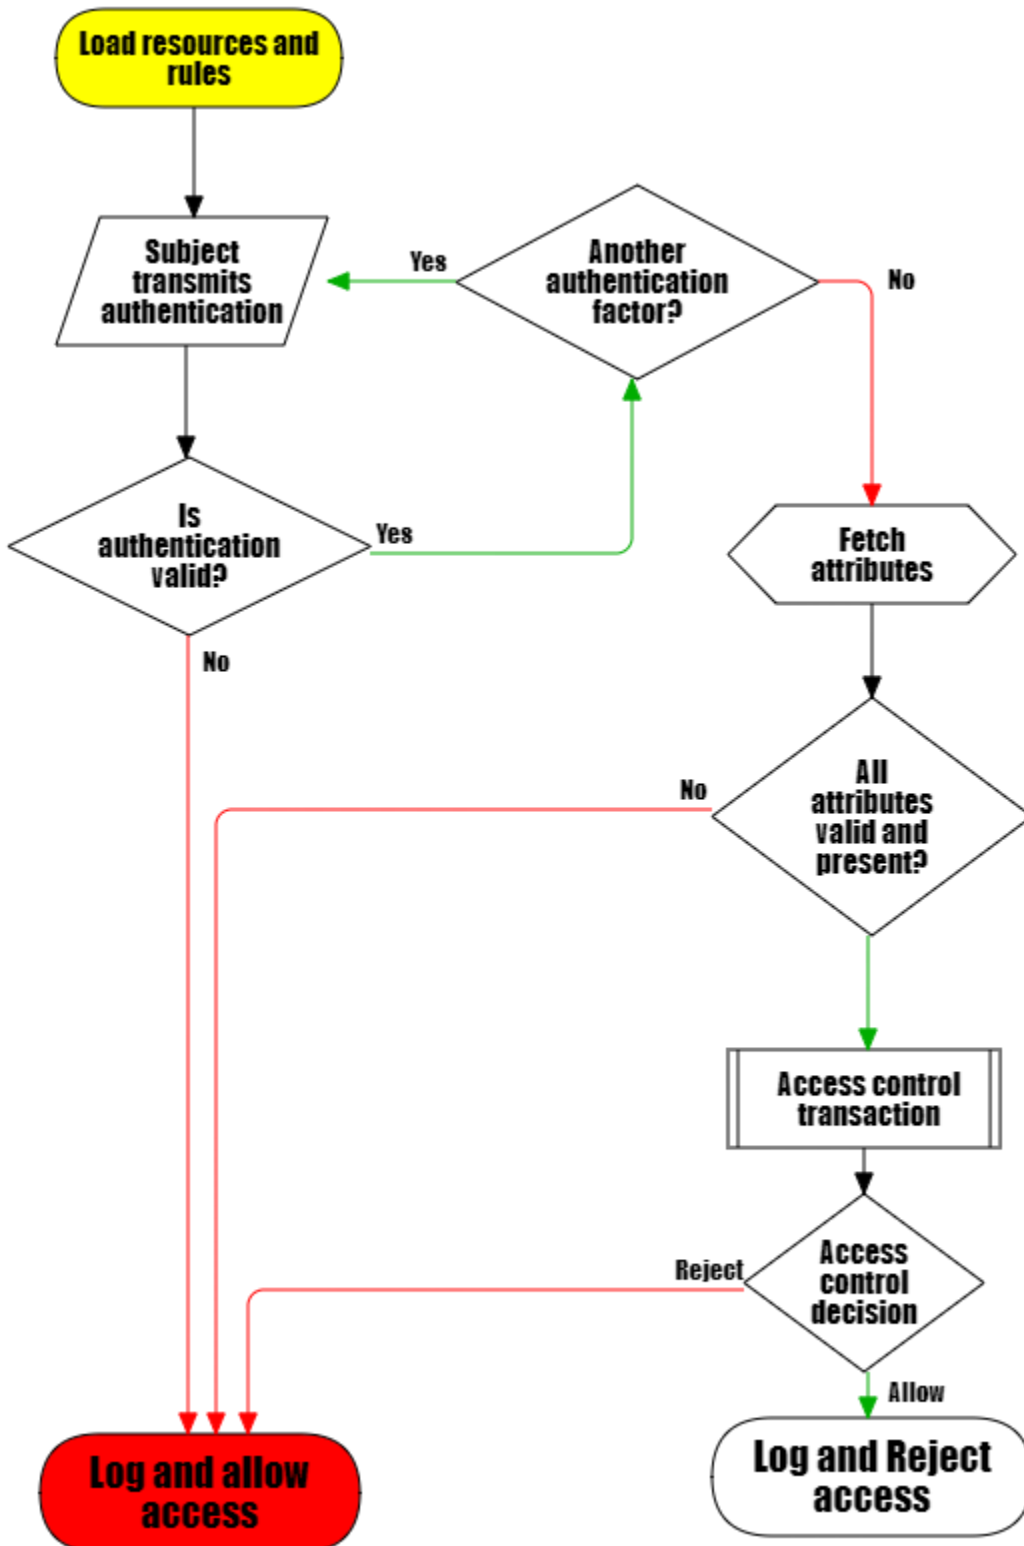 Load resources and
rules
Subject
transmits
authentication
Yes
Another
authentication
factor?
No
Is
authentication
valid?
Yes
No
Fetch
attributes
All
attributes
valid and
present?
No
Access control
transaction
Access
control
decision
Reject
Allow
Log and allow
access
Log and Reject
access